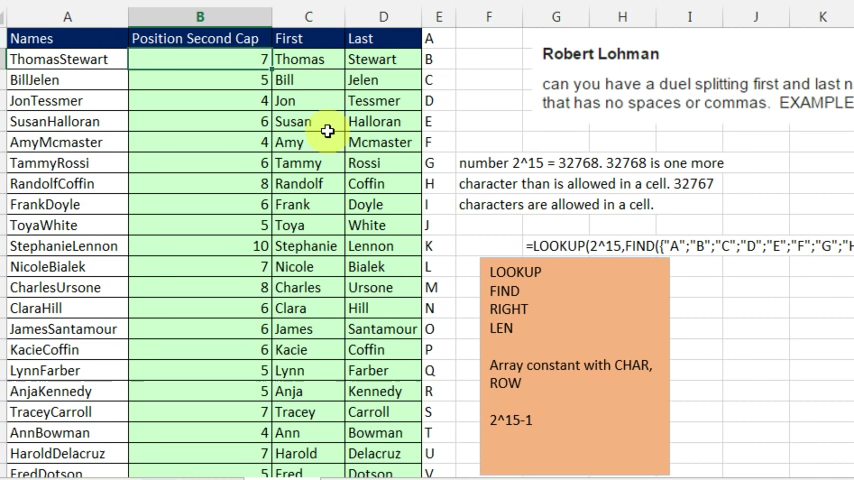 A B C D E F G H I J K
Names Position Second Cap First Last A
ThomasStewart 7 Thomas Stewart B
BillJelen 5 Bill Jelen C
JonTessmer 4 Jon Tessmer D
SusanHalloran 6 Susan Halloran E
AmyMcmaster 4 Amy Mcmaster F
TammyRossi 6 Tammy Rossi G
RandolfCoffin 8 Randolf Coffin H
FrankDoyle 6 Frank Doyle I
ToyaWhite 5 Toya White J
StephanieLennon 10 Stephanie Lennon K
NicoleBialek 7 Nicole Bialek L
CharlesUrsone 8 Charles Ursone M
ClaraHill 6 Clara Hill N
JamesSantamour 6 James Santamour O
KacieCoffin 6 Kacie Coffin P
LynnFarber 5 Lynn Farber Q
AnjaKennedy 5 Anja Kennedy R
TraceyCarroll 7 Tracey Carroll S
AnnBowman 4 Ann Bowman T
HaroldDelacruz 7 Harold Delacruz U
FredDotson 5 Fred Dotson V
Robert Lohman
can you have a duel splitting first and last n
that has no spaces or commas. EXAMPLE
number 2^15 = 32768. 32768 is one more
character than is allowed in a cell. 32767
characters are allowed in a cell.
=LOOKUP(2^15,FIND({"A";"B";"C";"D";"E";"F";"G";"H
LOOKUP
FIND
RIGHT
LEN
Array constant with CHAR,
ROW
2^15-1